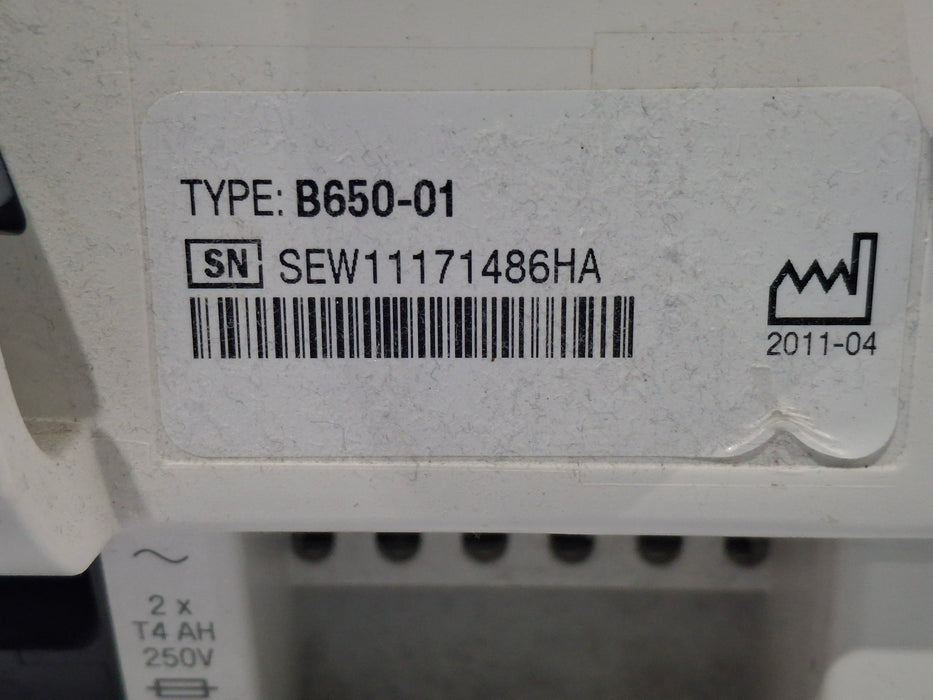 TYPE: B650-01
SN SEW11171486HA
2011-04
2 x
T4 AH
250V